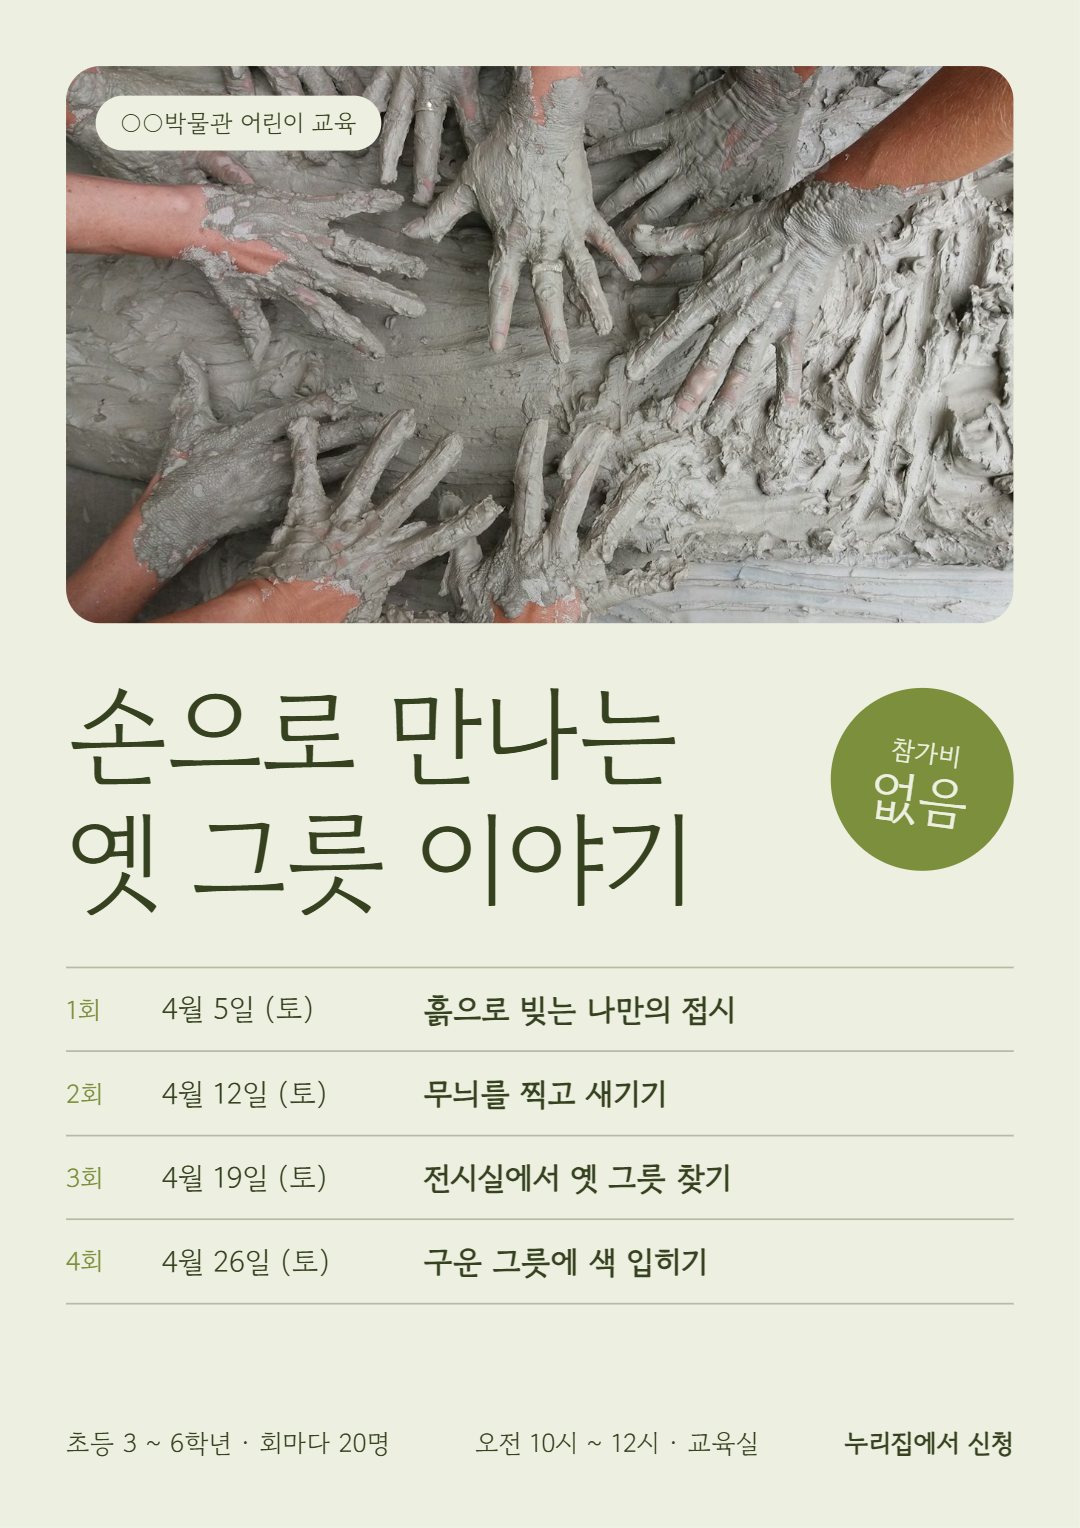 ○○박물관 어린이 교육
손으로 만나는
옛 그릇 이야기
참가비
없음
1회 4월 5일 (토) 흙으로 빚는 나만의 접시
2회 4월 12일 (토) 무늬를 찍고 새기기
3회 4월 19일 (토) 전시실에서 옛 그릇 찾기
4회 4월 26일 (토) 구운 그릇에 색 입히기
초등 3 ~ 6학년 · 회마다 20명 오전 10시 ~ 12시 · 교육실 누리집에서 신청